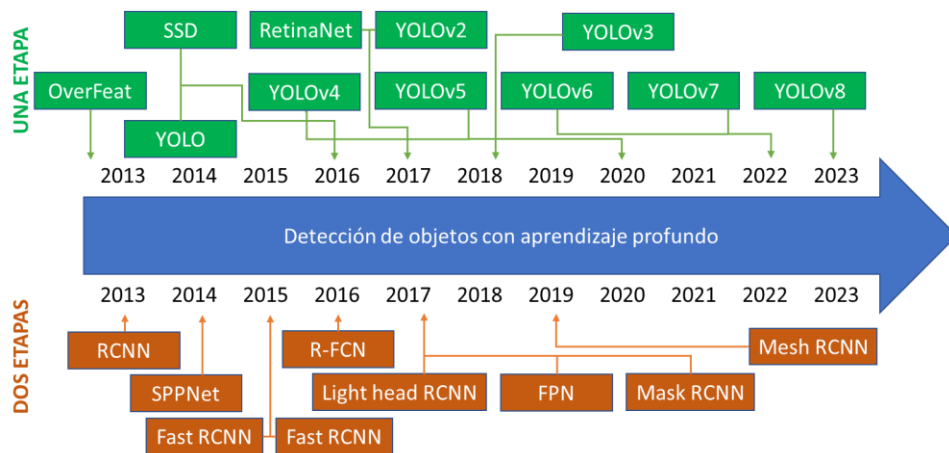 UNA ETAPA
SSD
RetinaNet
YOLOv2
YOLOv3
OverFeat
YOLOv4
YOLOv5
YOLOv6
YOLOv7
YOLOv8
YOLO
2013 2014 2015 2016 2017 2018 2019 2020 2021 2022 2023
Detección de objetos con aprendizaje profundo
2013 2014 2015 2016 2017 2018 2019 2020 2021 2022 2023
DOS ETAPAS
RCNN
R-FCN
Mesh RCNN
SPPNet
Light head RCNN
FPN
Mask RCNN
Fast RCNN
Fast RCNN